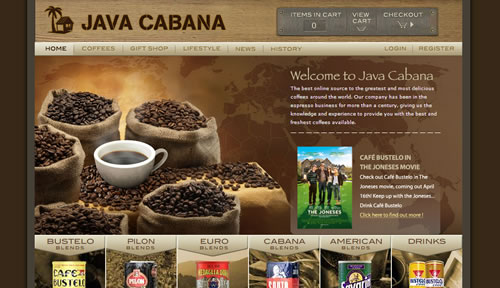 JAVA CABANA
ITEMS IN CART
0
VIEW
CART
CHECKOUT
HOME
COFFEES
GIFT SHOP
LIFESTYLE
NEWS
HISTORY
LOGIN
REGISTER
Welcome to Java Cabana
The best online source to the greatest and most delicious
coffees around the world. Our company has been in the
espresso business for more than a century, giving us the
knowledge and experience to provide you with the best and
freshest coffees available.
THE JONESES
CAFÉ BUSTELO IN
THE JONESES MOVIE
Check out Café Bustelo in The
Joneses movie, coming out April
16th! Keep up with the Joneses...
Drink Café Bustelo
Click here to find out more !
BUSTELO
BLENDS
PILON
BLENDS
EURO
BLENDS
CABANA
BLENDS
AMERICAN
BLENDS
DRINKS
CAFÉ
BUSTELO
PILON
MEDAGLIA D'ORO
BUSTELO
BUSTELO